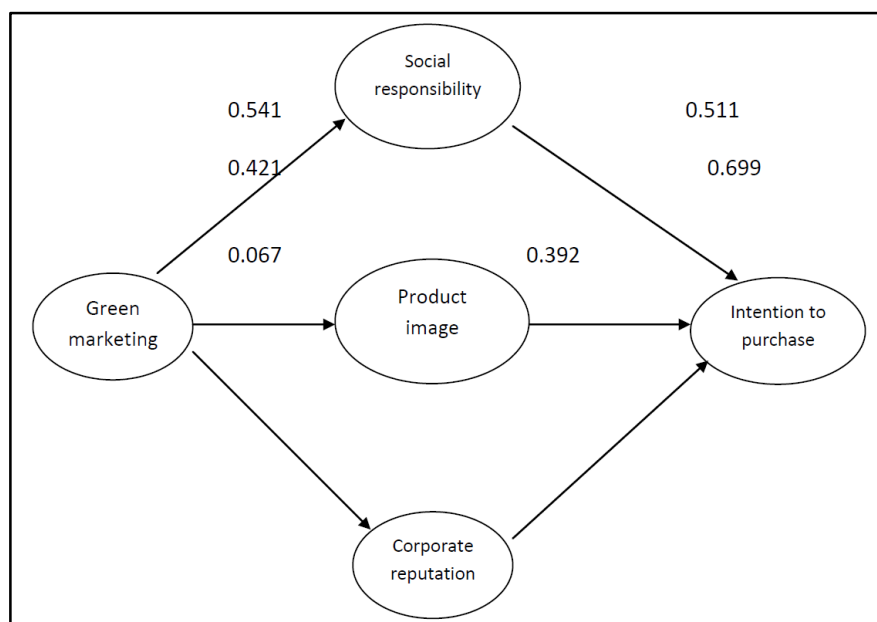 Social
responsibility
0.541
0.511
0.421
0.699
0.067
0.392
Green
marketing
Product
image
Intention to
purchase
Corporate
reputation